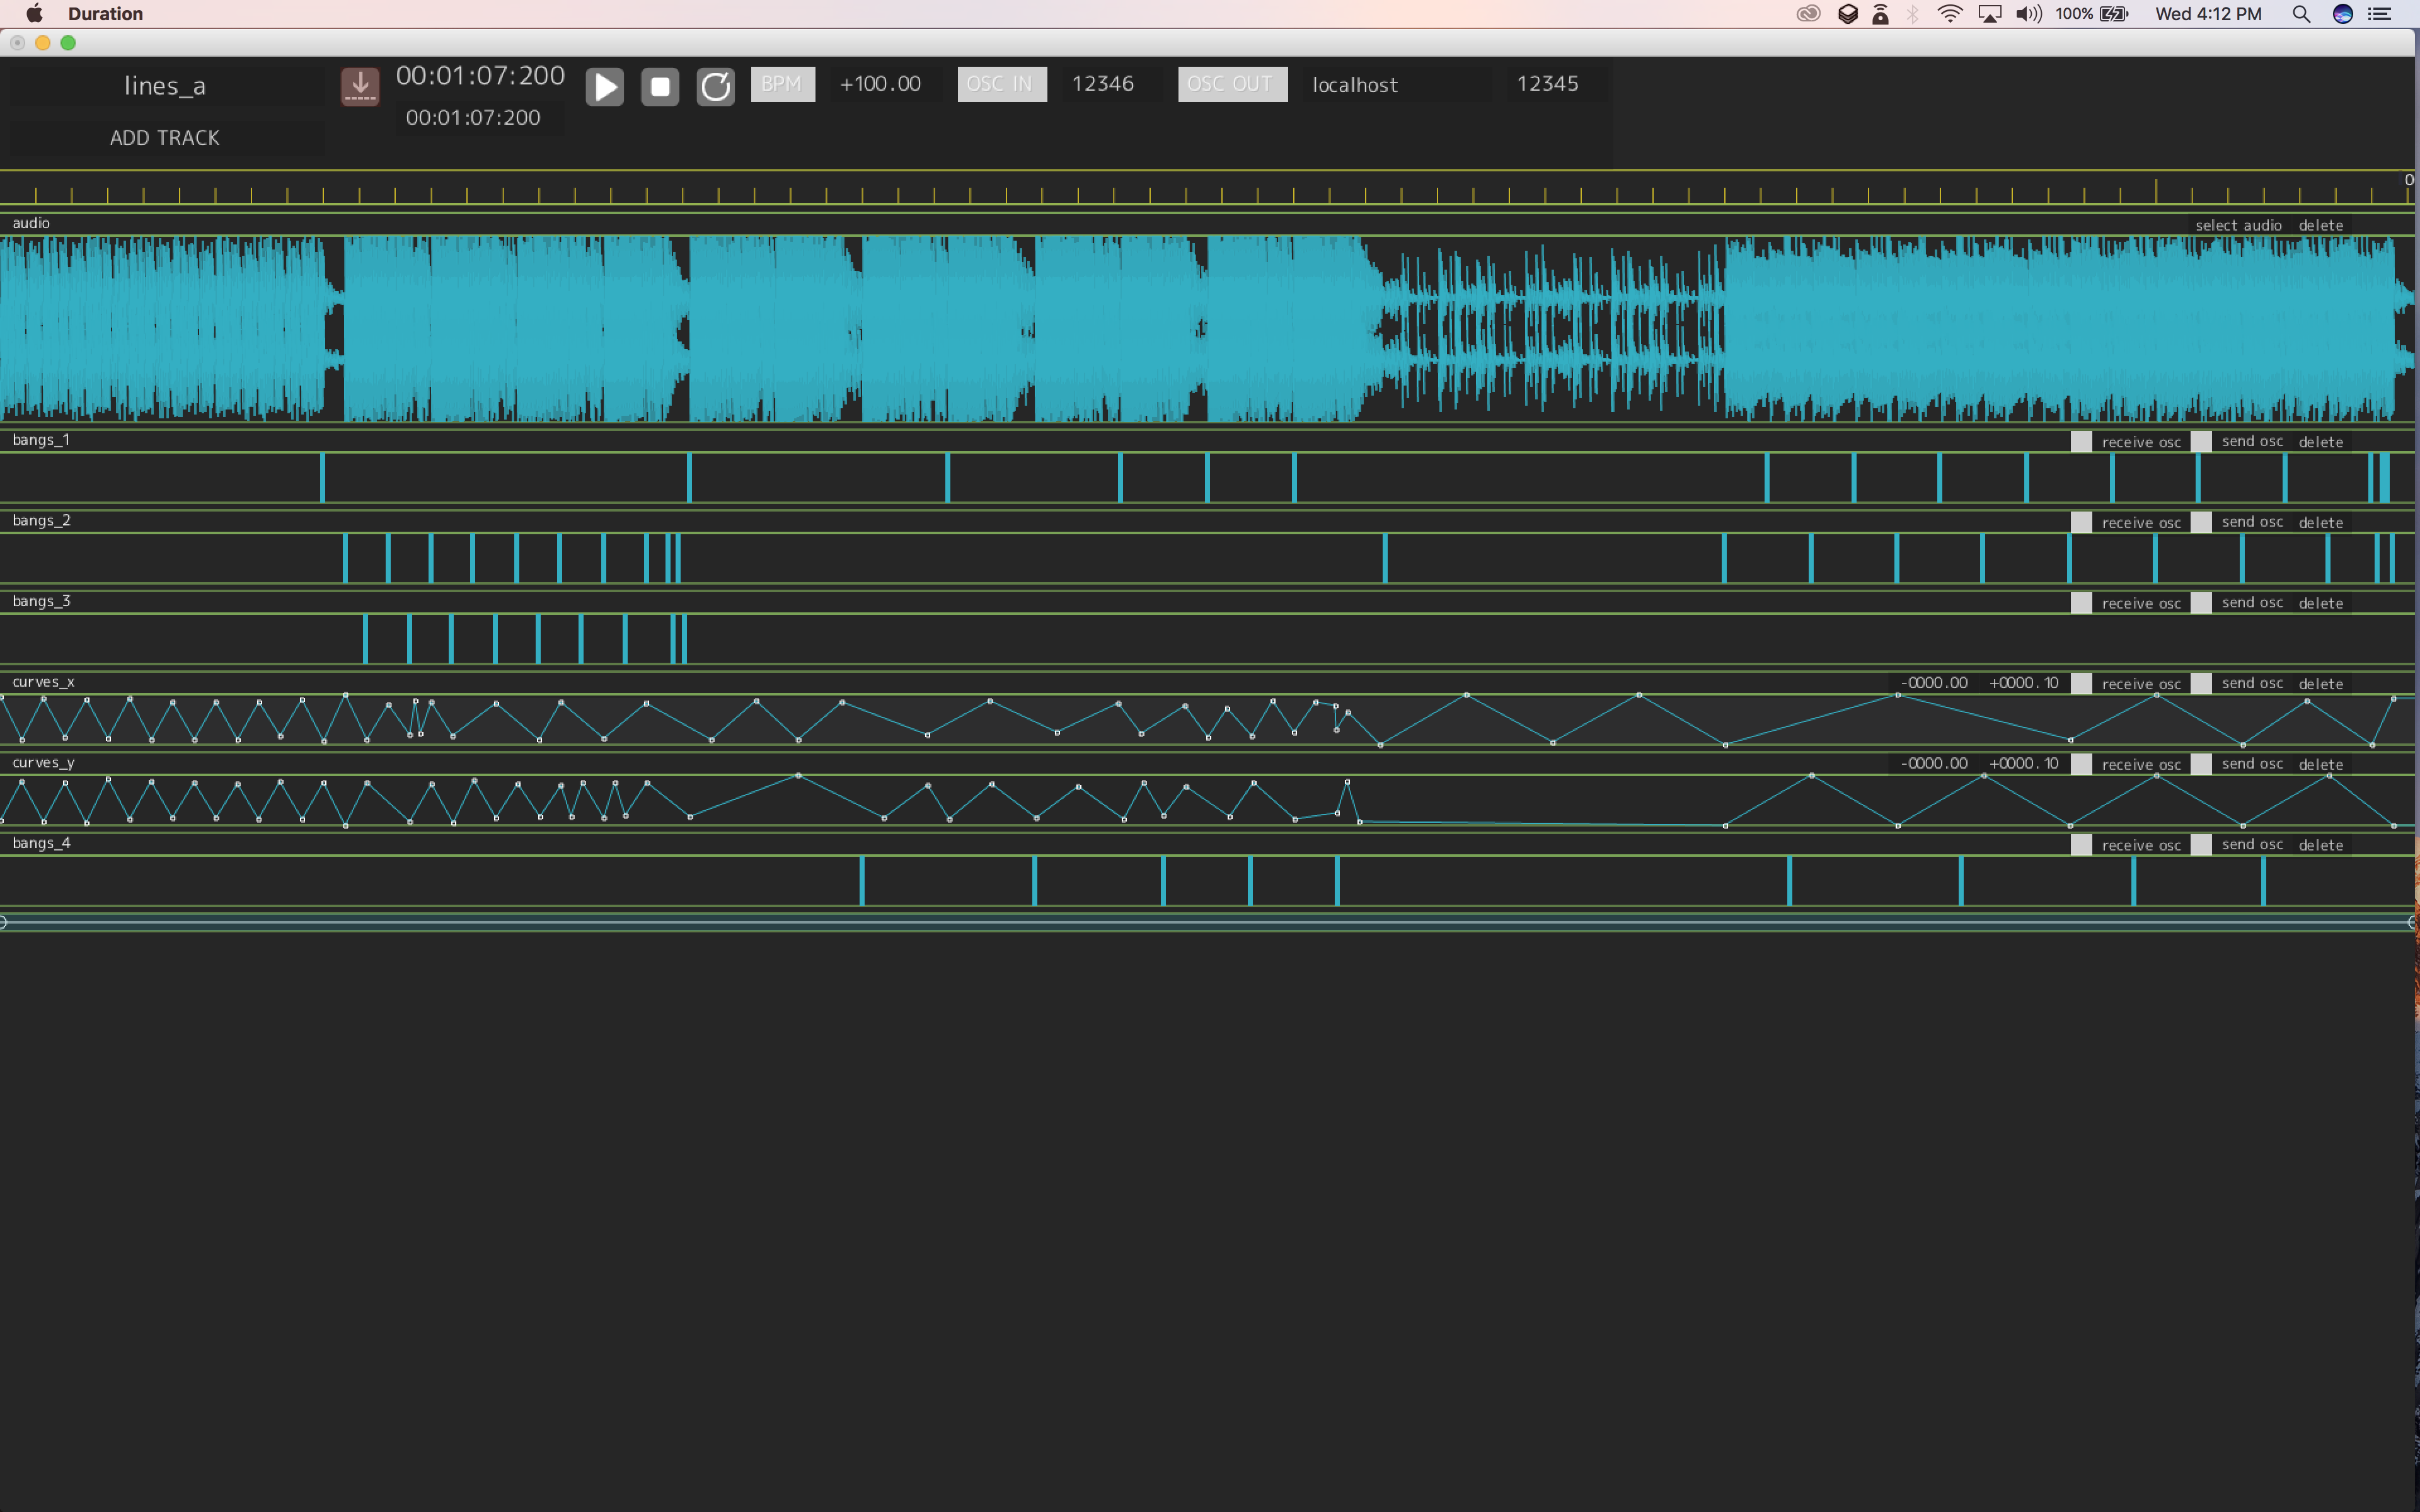 Duration 100% Wed 4:12 PM
lines_a 00:01:07:200 BPM +100.00 OSC IN 12346 OSC OUT localhost 12345
00:01:07:200
ADD TRACK
0
audio select audio delete
bangs_1 receive osc send osc delete
bangs_2 receive osc send osc delete
bangs_3 receive osc send osc delete
curves_x -0000.00 +0000.10 receive osc send osc delete
curves_y -0000.00 +0000.10 receive osc send osc delete
bangs_4 receive osc send osc delete